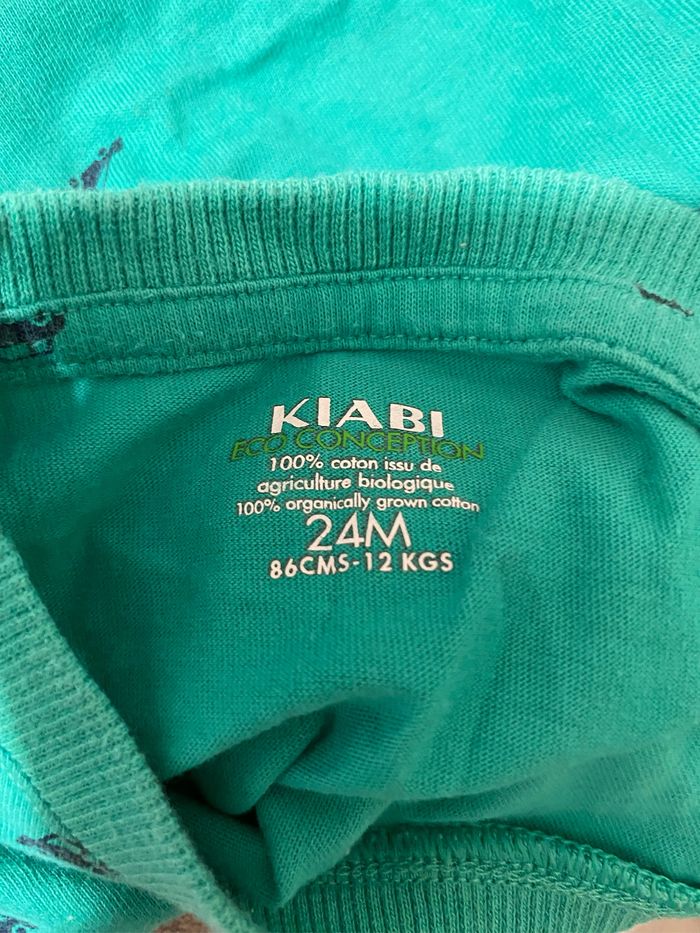 KIABI
ECO CONCEPTION
100% coton issu de
agriculture biologique
100% organically grown cotton
24M
86CMS-12 KGS